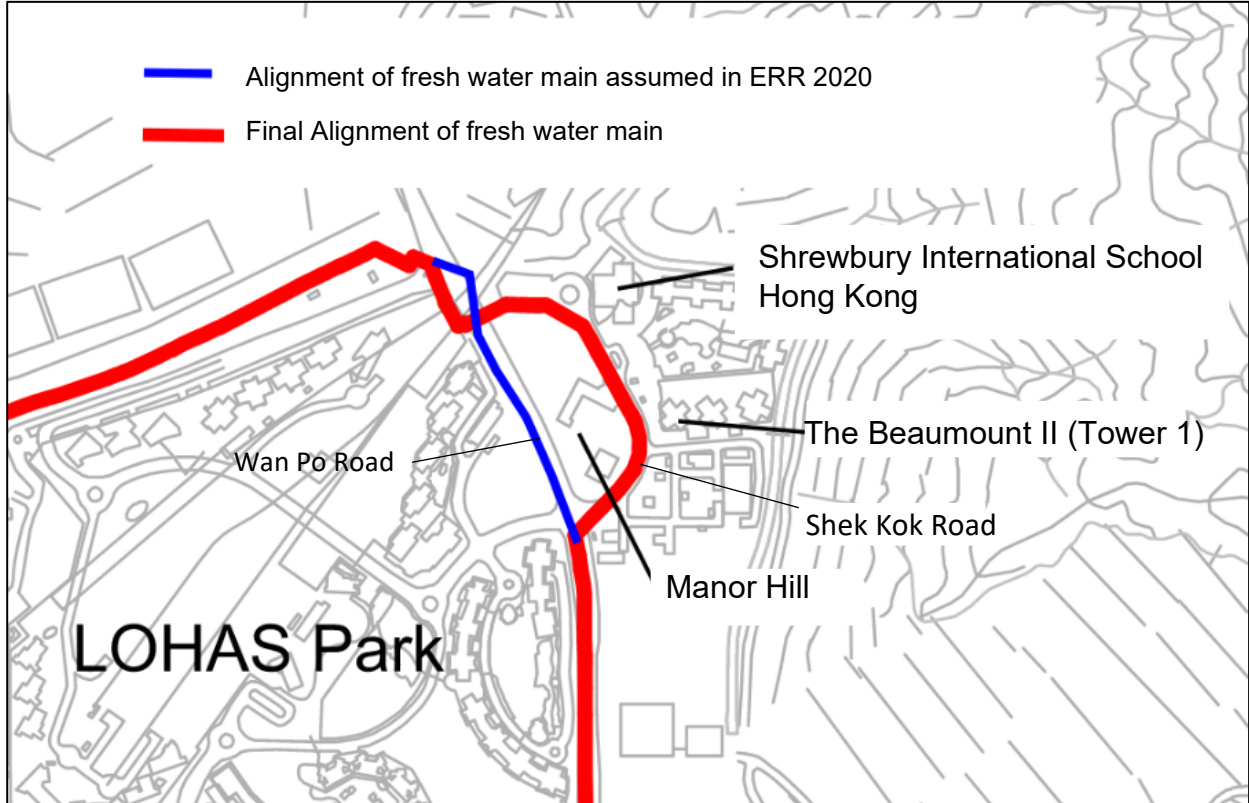 Alignment of fresh water main assumed in ERR 2020
Final Alignment of fresh water main
Shrewbury International School
Hong Kong
The Beaumount II (Tower 1)
Wan Po Road
Shek Kok Road
Manor Hill
LOHAS Park